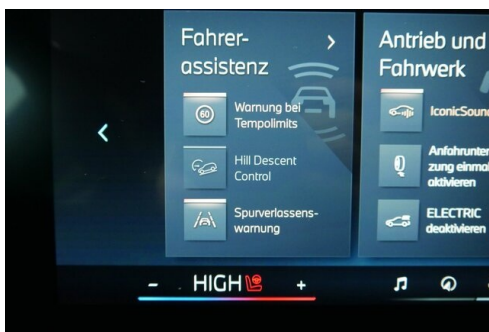 Fahrer-
assistenz
60
Warnung bei
Tempolimits
Hill Descent
Control
Spurverlassens-
warnung
Antrieb und
Fahrwerk
IconicSoun
Anfahrunter
zung einma
aktivieren
ELECTRIC
deaktivieren
- HIGH +